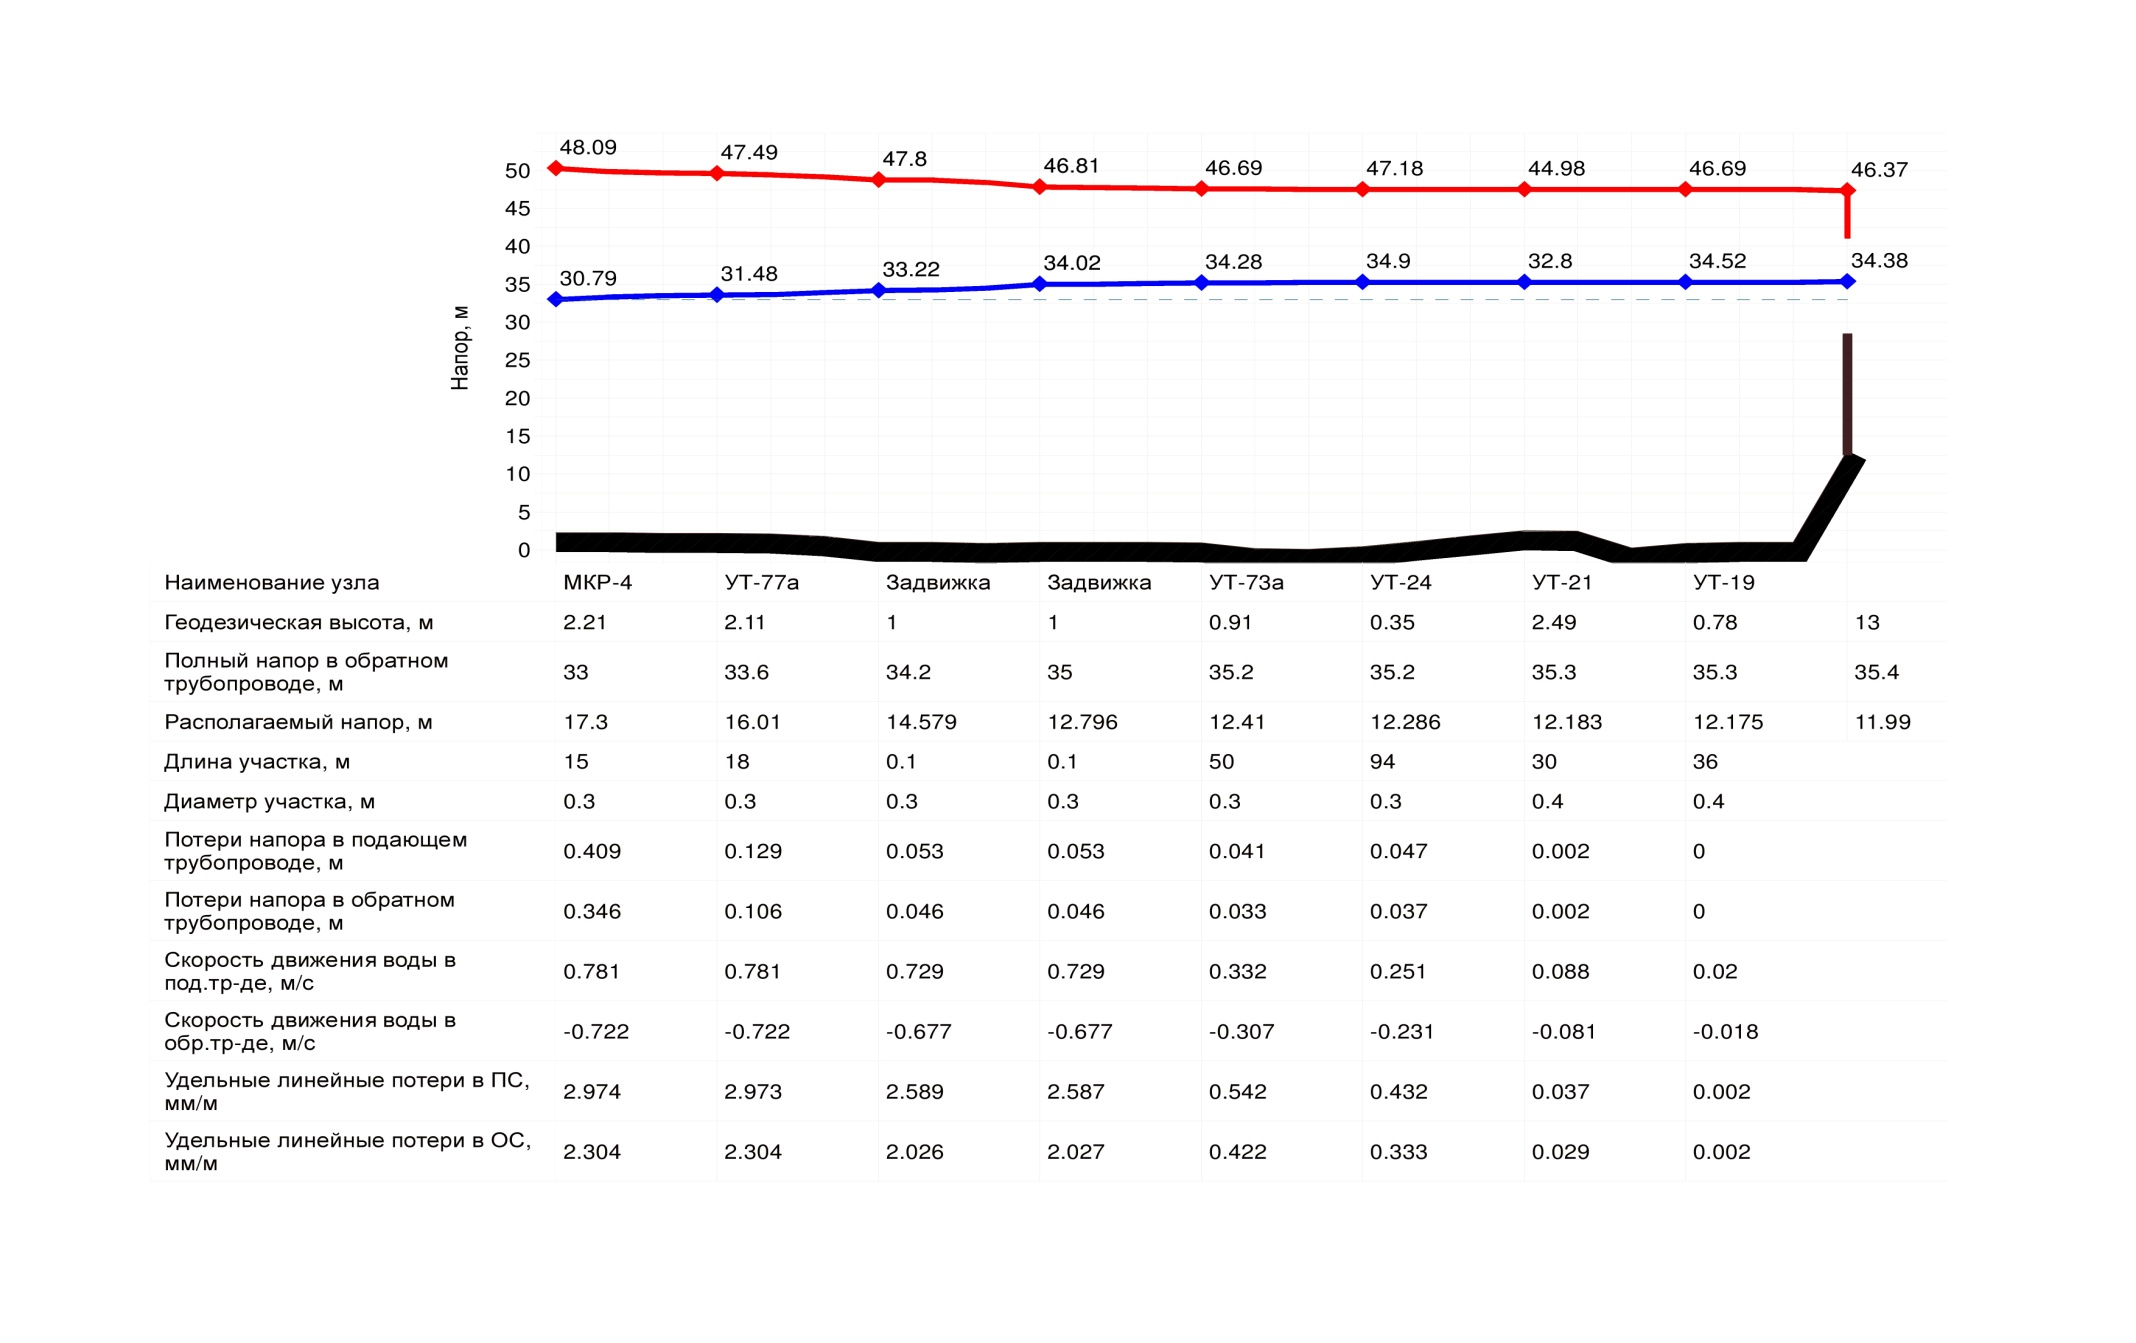 48.09 47.49 47.8 46.81 46.69 47.18 44.98 46.69 46.37
50
45
40
30.79 31.48 33.22 34.02 34.28 34.9 32.8 34.52 34.38
35
30
25
20
15
10
5
0
Напор, м
Наименование узла МКР-4 УТ-77а Задвижка Задвижка УТ-73а УТ-24 УТ-21 УТ-19
Геодезическая высота, м 2.21 2.11 1 1 0.91 0.35 2.49 0.78 13
Полный напор в обратном
трубопроводе, м 33 33.6 34.2 35 35.2 35.2 35.3 35.3 35.4
Располагаемый напор, м 17.3 16.01 14.579 12.796 12.41 12.286 12.183 12.175 11.99
Длина участка, м 15 18 0.1 0.1 50 94 30 36
Диаметр участка, м 0.3 0.3 0.3 0.3 0.3 0.3 0.4 0.4
Потери напора в подающем
трубопроводе, м 0.409 0.129 0.053 0.053 0.041 0.047 0.002 0
Потери напора в обратном
трубопроводе, м 0.346 0.106 0.046 0.046 0.033 0.037 0.002 0
Скорость движения воды в
под.тр-де, м/с 0.781 0.781 0.729 0.729 0.332 0.251 0.088 0.02
Скорость движения воды в
обр.тр-де, м/с -0.722 -0.722 -0.677 -0.677 -0.307 -0.231 -0.081 -0.018
Удельные линейные потери в ПС,
мм/м 2.974 2.973 2.589 2.587 0.542 0.432 0.037 0.002
Удельные линейные потери в ОС,
мм/м 2.304 2.304 2.026 2.027 0.422 0.333 0.029 0.002